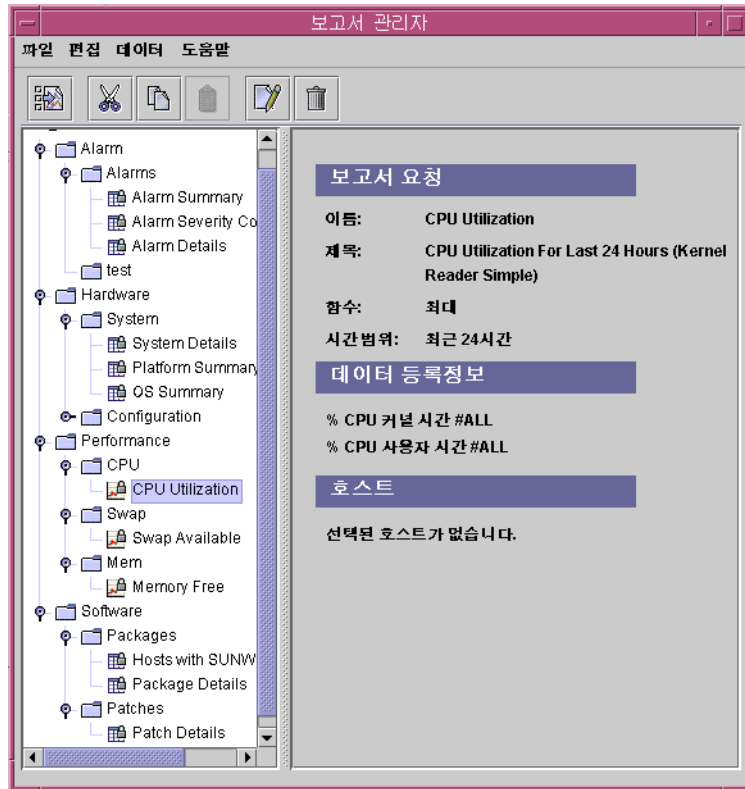 보고서 관리자
파일 편집 데이터 도움말
Alarm
Alarms
Alarm Summary
Alarm Severity Co
Alarm Details
test
Hardware
System
System Details
Platform Summary
OS Summary
Configuration
Performance
CPU
CPU Utilization
Swap
Swap Available
Mem
Memory Free
Software
Packages
Hosts with SUNW
Package Details
Patches
Patch Details
보고서 요청
이름: CPU Utilization
제목: CPU Utilization For Last 24 Hours (Kernel
Reader Simple)
함수: 최대
시간범위: 최근 24시간
데이터 등록정보
% CPU 커널 시간 #ALL
% CPU 사용자 시간 #ALL
호스트
선택된 호스트가 없습니다.